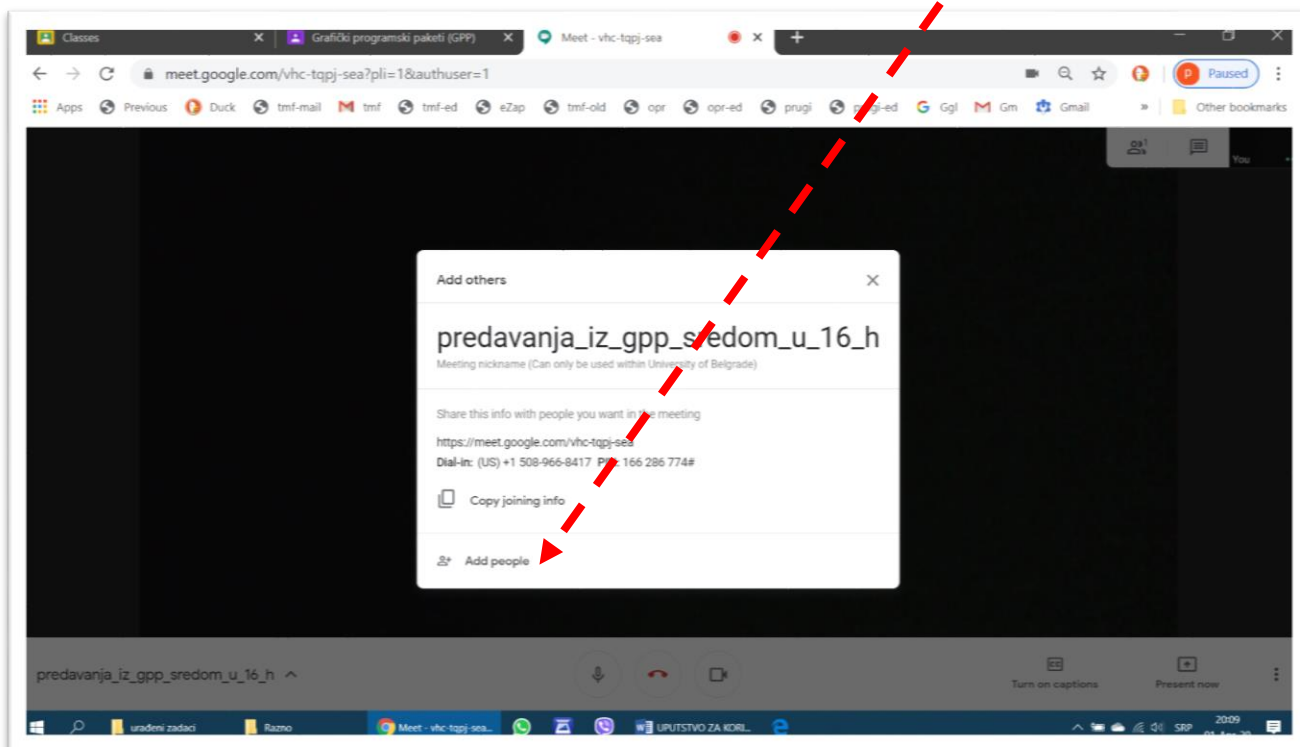 Classes
Grafički programski paketi (GPP)
Meet - vhc-tqpj-sea
meet.google.com/vhc-tqpj-sea?pli=1&authuser=1
Paused
Apps Previous Duck tmf-mail tmf tmf-ed eZap tmf-old opr opr-ed prugi Ggl Gm Gmail » Other bookmarks
You
Add others
predavanja_iz_gpp_sredom_u_16_h
Meeting nickname (Can only be used within University of Belgrade)
Share this info with people you want in the meeting
https://meet.google.com/vhc-tqpj-sea
Dial-in: (US) +1 508-966-8417 PIN: 166 286 774#
Copy joining info
Add people
predavanja_iz_gpp_sredom_u_16_h
Turn on captions
Present now
urađeni zadaci
Razno
Meet - vhc-tqpj-sea...
UPUTSTVO ZA KORI...
SRP
20:09